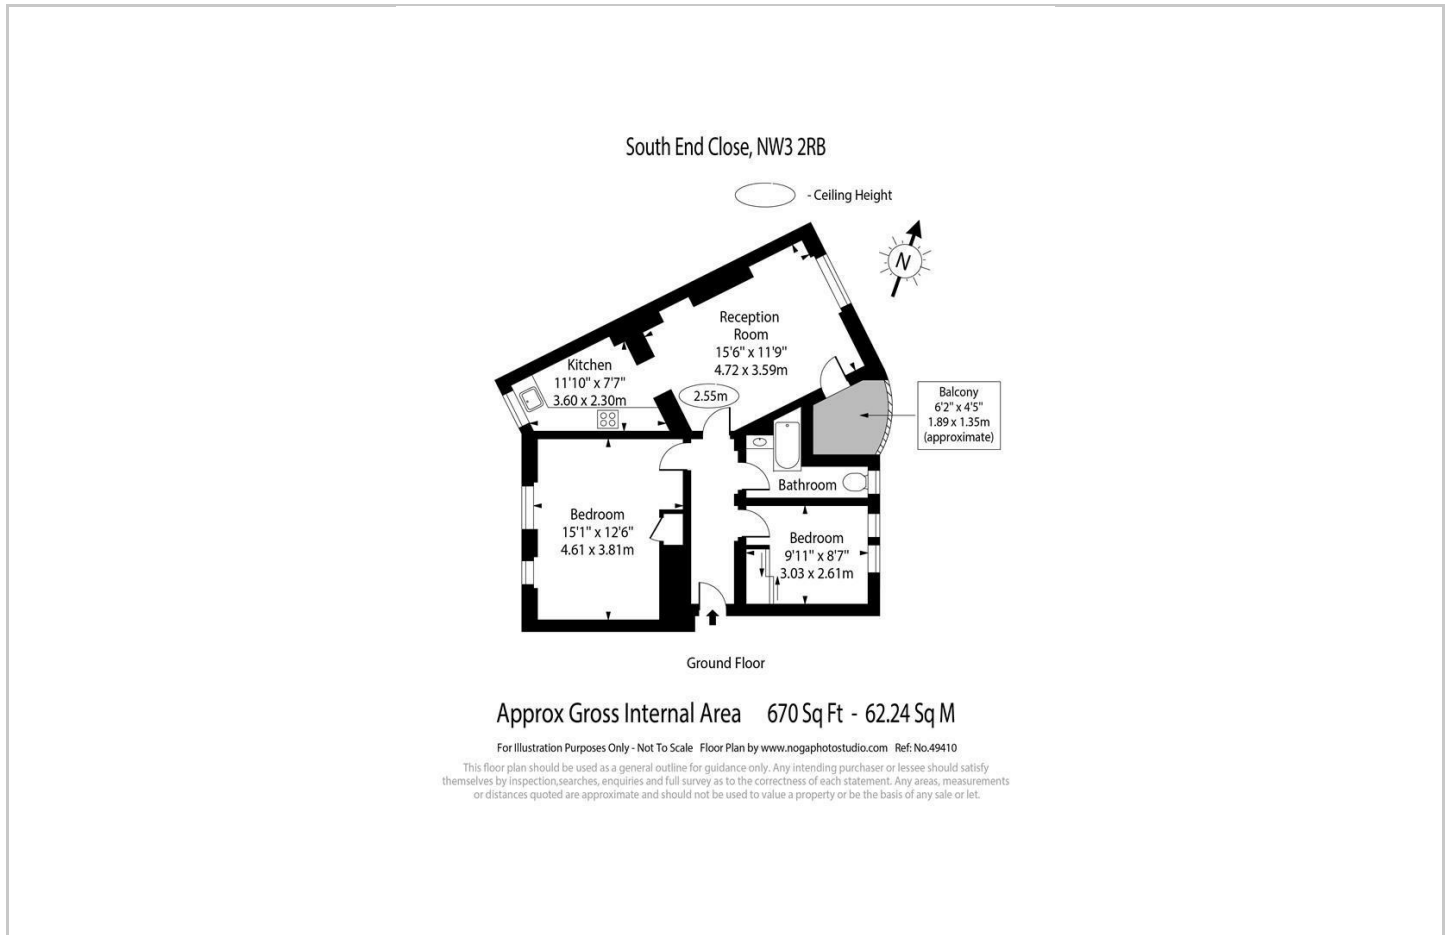 South End Close, NW3 2RB
- Ceiling Height
N
Reception
Room
15'6" x 11'9"
4.72 x 3.59m
Kitchen
11'10" x 7'7"
3.60 x 2.30m
2.55m
Balcony
6'2" x 4'5"
1.89 x 1.35m
(approximate)
Bathroom
Bedroom
15'1" x 12'6"
4.61 x 3.81m
Bedroom
9'11" x 8'7"
3.03 x 2.61m
Ground Floor
Approx Gross Internal Area 670 Sq Ft - 62.24 Sq M
For Illustration Purposes Only - Not To Scale Floor Plan by www.nogaphotostudio.com Ref: No.49410
This floor plan should be used as a general outline for guidance only. Any intending purchaser or lessee should satisfy
themselves by inspection,searches, enquiries and full survey as to the correctness of each statement. Any areas, measurements
or distances quoted are approximate and should not be used to value a property or be the basis of any sale or let.